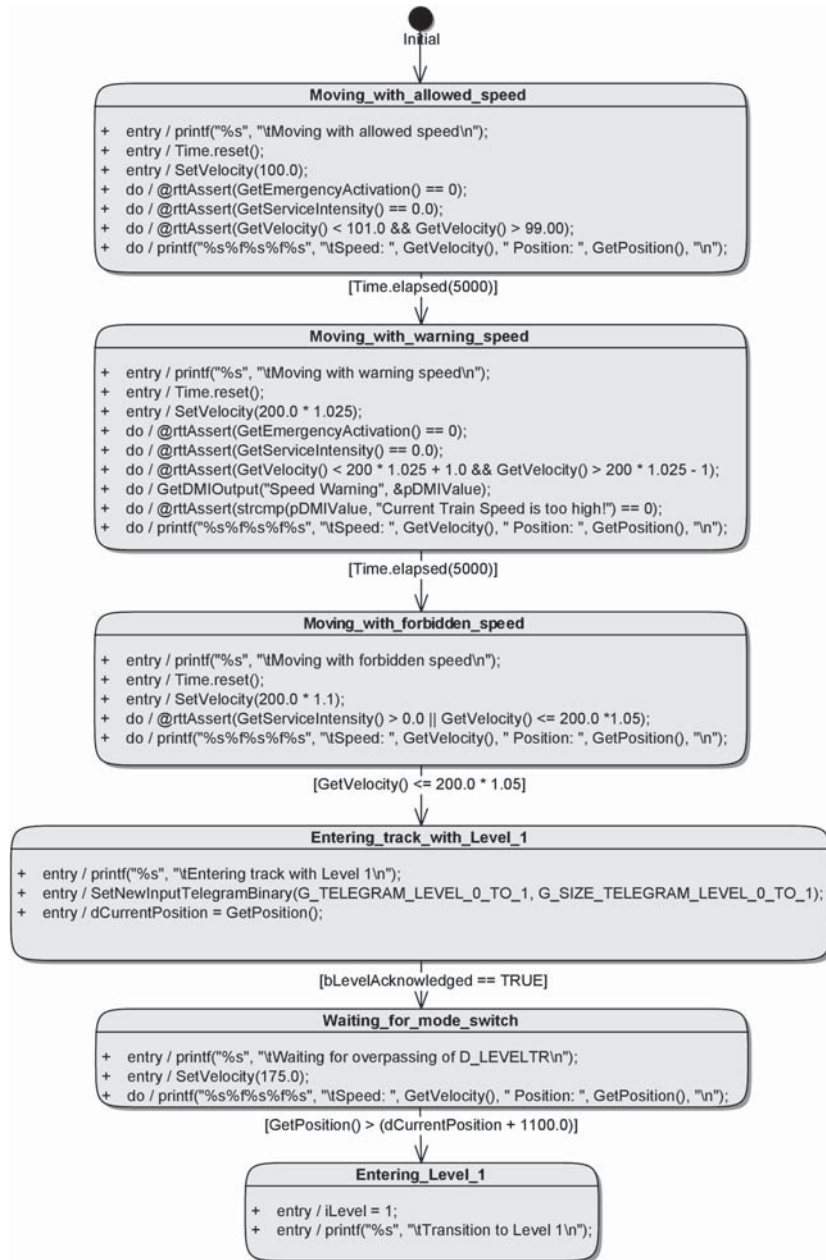 Initial
Moving_with_allowed_speed
+ entry / printf("%s", "\tMoving with allowed speed\n");
+ entry / Time.reset();
+ entry / SetVelocity(100.0);
+ do / @rttAssert(GetEmergencyActivation() == 0);
+ do / @rttAssert(GetServiceIntensity() == 0.0);
+ do / @rttAssert(GetVelocity() < 101.0 && GetVelocity() > 99.00);
+ do / printf("%s%f%s%f%s", "\tSpeed: ", GetVelocity(), " Position: ", GetPosition(), "\n");
[Time.elapsed(5000)]
Moving_with_warning_speed
+ entry / printf("%s", "\tMoving with warning speed\n");
+ entry / Time.reset();
+ entry / SetVelocity(200.0 * 1.025);
+ do / @rttAssert(GetEmergencyActivation() == 0);
+ do / @rttAssert(GetServiceIntensity() == 0.0);
+ do / @rttAssert(GetVelocity() < 200 * 1.025 + 1.0 && GetVelocity() > 200 * 1.025 - 1);
+ do / GetDMIOutput("Speed Warning", &pDMIValue);
+ do / @rttAssert(strcmp(pDMIValue, "Current Train Speed is too high!") == 0);
+ do / printf("%s%f%s%f%s", "\tSpeed: ", GetVelocity(), " Position: ", GetPosition(), "\n");
[Time.elapsed(5000)]
Moving_with_forbidden_speed
+ entry / printf("%s", "\tMoving with forbidden speed\n");
+ entry / Time.reset();
+ entry / SetVelocity(200.0 * 1.1);
+ do / @rttAssert(GetServiceIntensity() > 0.0 || GetVelocity() <= 200.0 *1.05);
+ do / printf("%s%f%s%f%s", "\tSpeed: ", GetVelocity(), " Position: ", GetPosition(), "\n");
[GetVelocity() <= 200.0 * 1.05]
Entering_track_with_Level_1
+ entry / printf("%s", "\tEntering track with Level 1\n");
+ entry / SetNewInputTelegramBinary(G_TELEGRAM_LEVEL_0_TO_1, G_SIZE_TELEGRAM_LEVEL_0_TO_1);
+ entry / dCurrentPosition = GetPosition();
[bLevelAcknowledged == TRUE]
Waiting_for_mode_switch
+ entry / printf("%s", "\tWaiting for overpassing of D_LEVELTR\n");
+ entry / SetVelocity(175.0);
+ do / printf("%s%f%s%f%s", "\tSpeed: ", GetVelocity(), " Position: ", GetPosition(), "\n");
[GetPosition() > (dCurrentPosition + 1100.0)]
Entering_Level_1
+ entry / iLevel = 1;
+ entry / printf("%s", "\tTransition to Level 1\n");